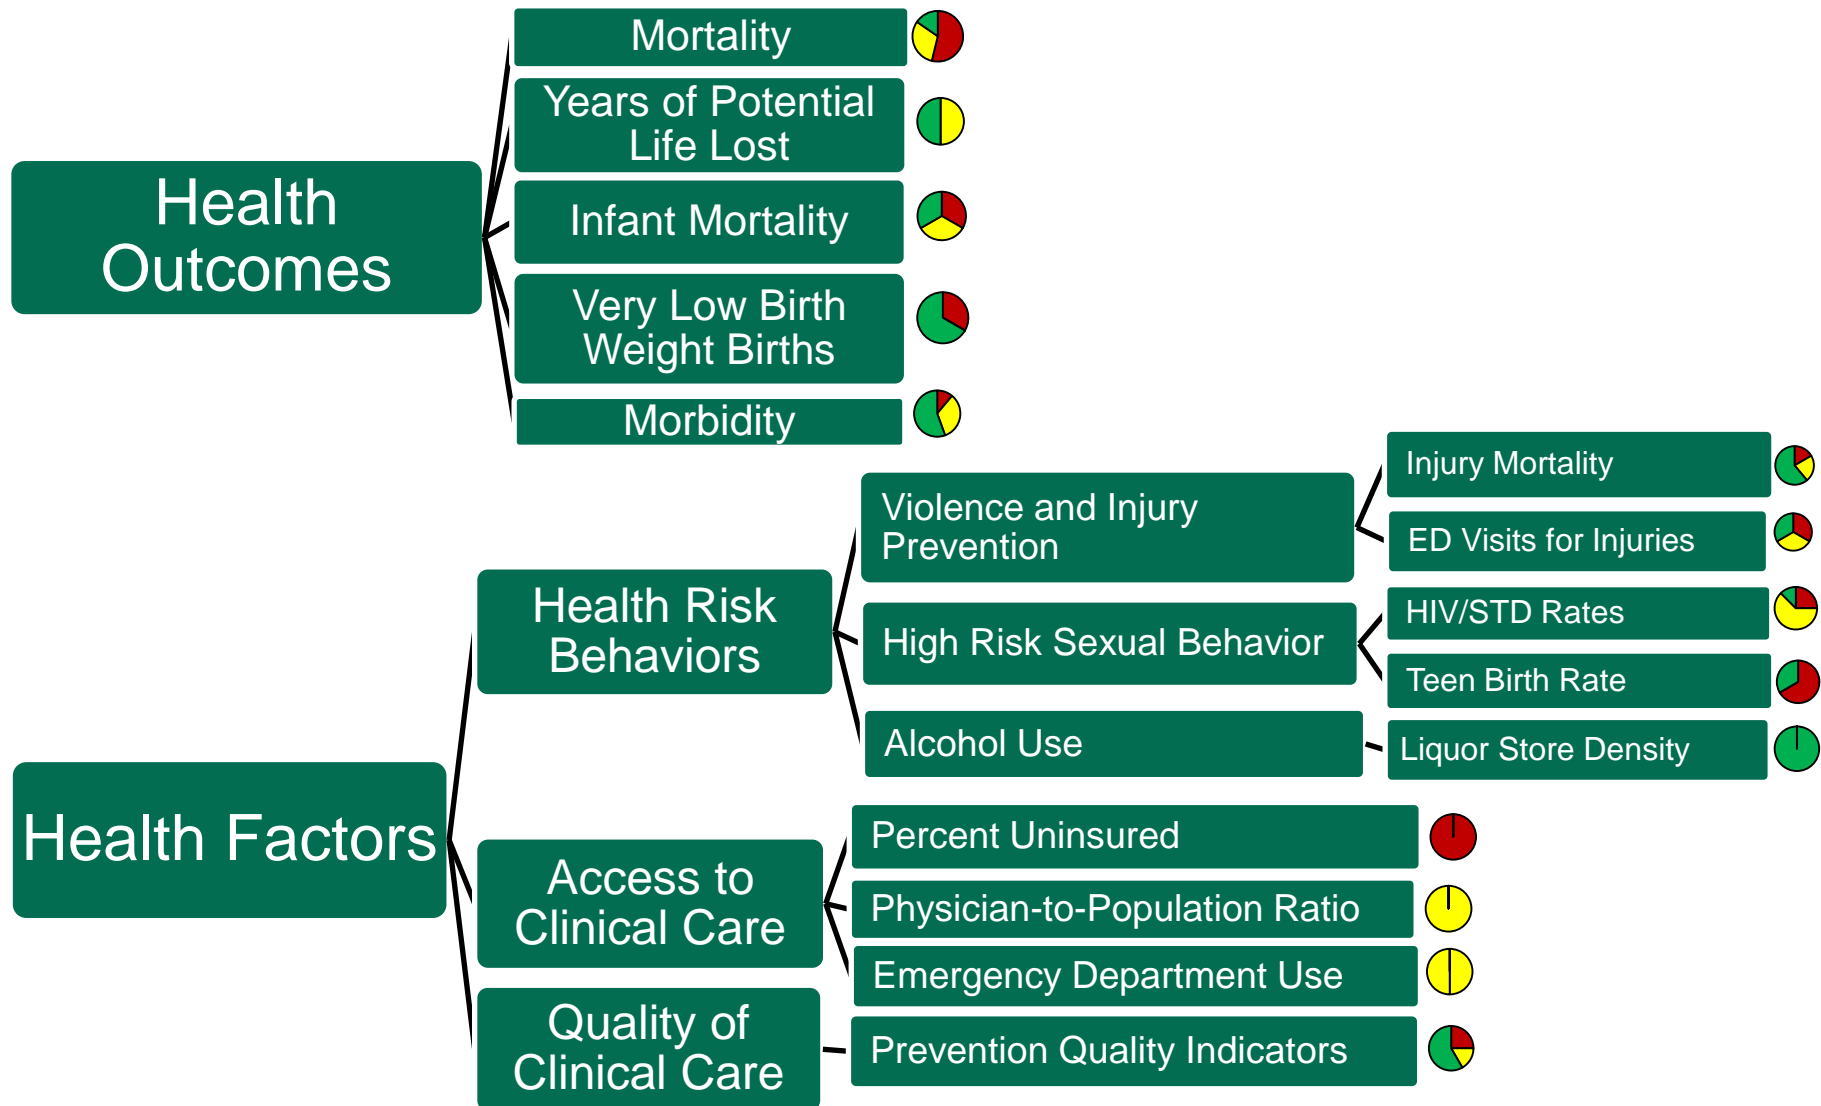 Mortality
Years of Potential
Life Lost
Health
Outcomes
Infant Mortality
Very Low Birth
Weight Births
Morbidity
Injury Mortality
Violence and Injury
Prevention
ED Visits for Injuries
Health Risk
Behaviors
HIV/STD Rates
High Risk Sexual Behavior
Teen Birth Rate
Alcohol Use
Liquor Store Density
Health Factors
Percent Uninsured
Access to
Clinical Care
Physician-to-Population Ratio
Emergency Department Use
Quality of
Clinical Care
Prevention Quality Indicators